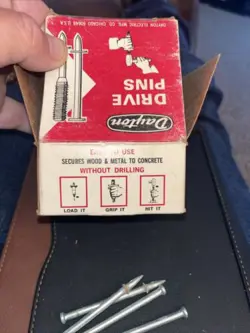 DAYTON ELECTRIC MFG. CO. CHICAGO 60648 U.S.A.
DRIVE
PINS
Dayton
EASY TO USE
SECURES WOOD & METAL TO CONCRETE
WITHOUT DRILLING
LOAD IT
GRIP IT
HIT IT